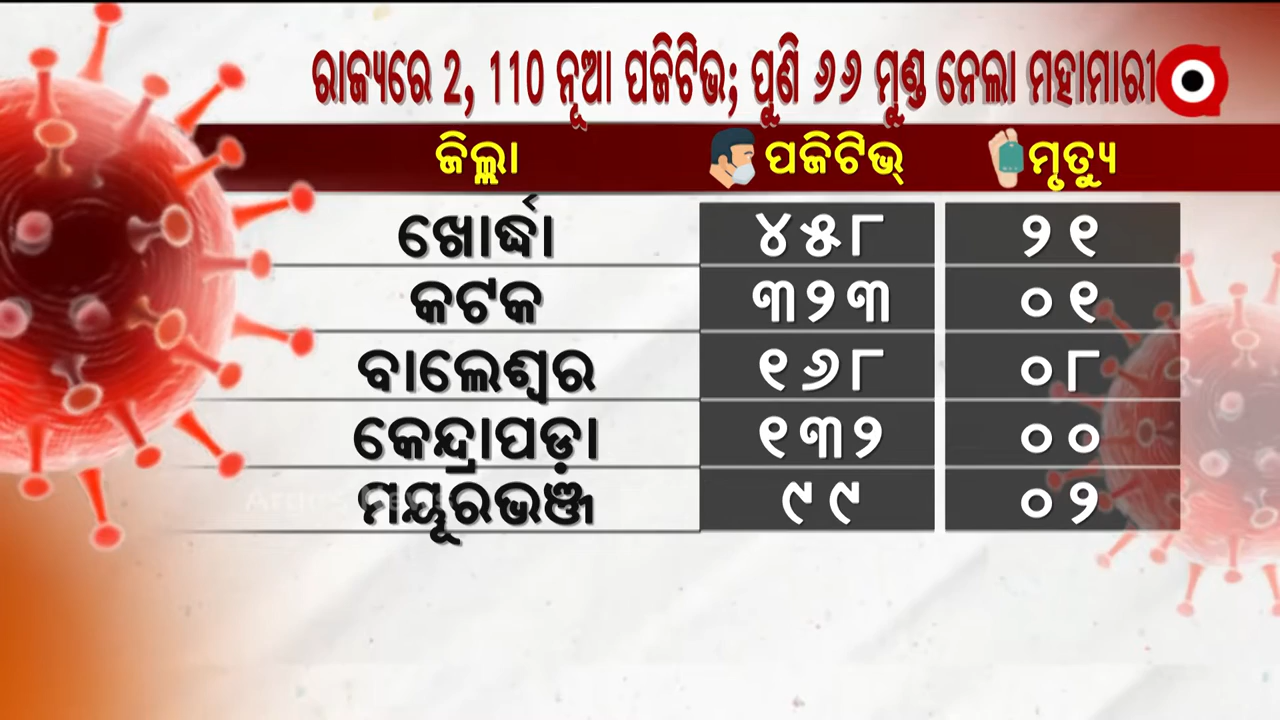 ରାଜ୍ୟରେ 2, 110 ନୂଆ ପଜିଟିଭ; ପୁଣି ୬୬ ମୁଣ୍ଡ ନେଲା ମହାମାରୀ
ଜିଲ୍ଲା ପଜିଟିଭ୍ ମୃତ୍ୟୁ
ଖୋର୍ଦ୍ଧା ୪୫୮ ୨୧
କଟକ ୩୨୩ ୦୧
ବାଲେଶ୍ୱର ୧୬୮ ୦୮
କେନ୍ଦ୍ରାପଡ଼ା ୧୩୨ ୦୦
ମୟୂରଭଞ୍ଜ ୯୯ ୦୨